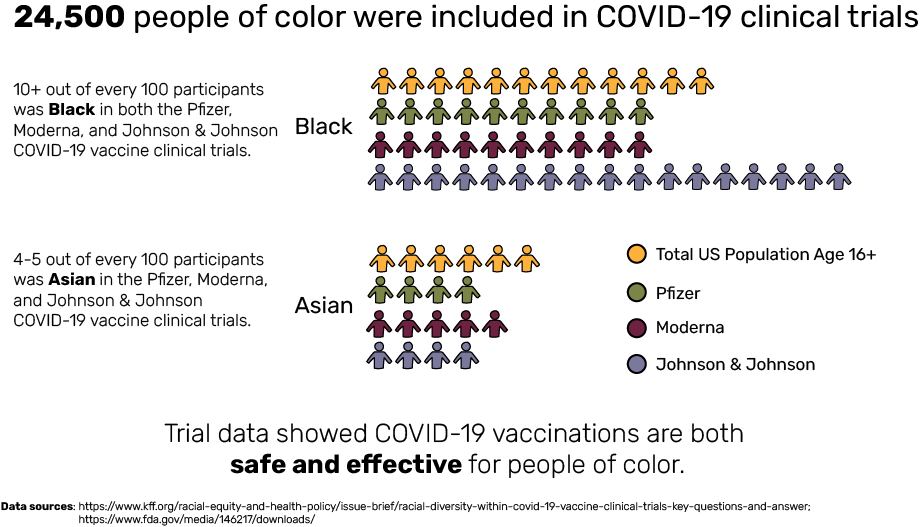 24,500 people of color were included in COVID-19 clinical trials
10+ out of every 100 participants
was Black in both the Pfizer,
Moderna, and Johnson & Johnson
COVID-19 vaccine clinical trials.
Black
4-5 out of every 100 participants
was Asian in the Pfizer, Moderna,
and Johnson & Johnson
COVID-19 vaccine clinical trials.
Asian
Total US Population Age 16+
Pfizer
Moderna
Johnson & Johnson
Trial data showed COVID-19 vaccinations are both
safe and effective for people of color.
Data sources: https://www.kff.org/racial-equity-and-health-policy/issue-brief/racial-diversity-within-covid-19-vaccine-clinical-trials-key-questions-and-answer;
https://www.fda.gov/media/146217/downloads/